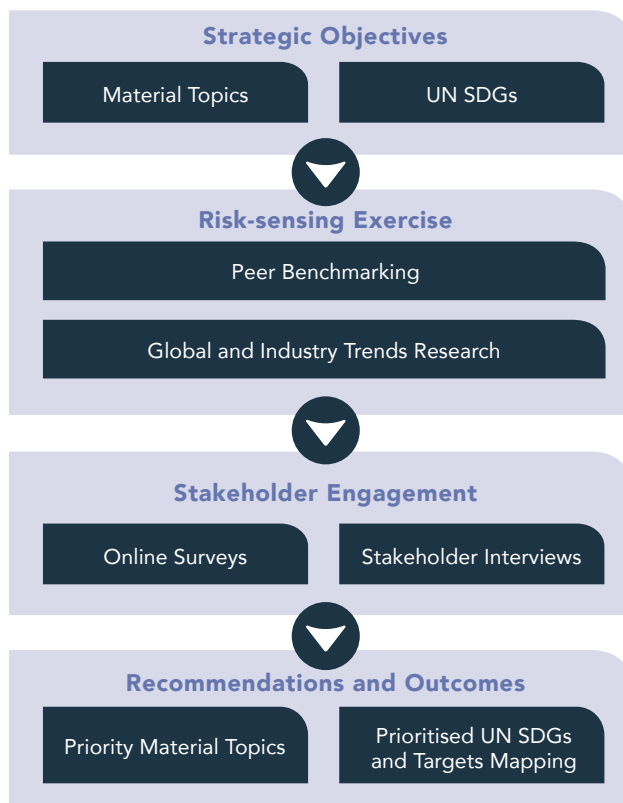 Strategic Objectives
Material Topics
UN SDGs
Risk-sensing Exercise
Peer Benchmarking
Global and Industry Trends Research
Stakeholder Engagement
Online Surveys
Stakeholder Interviews
Recommendations and Outcomes
Priority Material Topics
Prioritised UN SDGs
and Targets Mapping